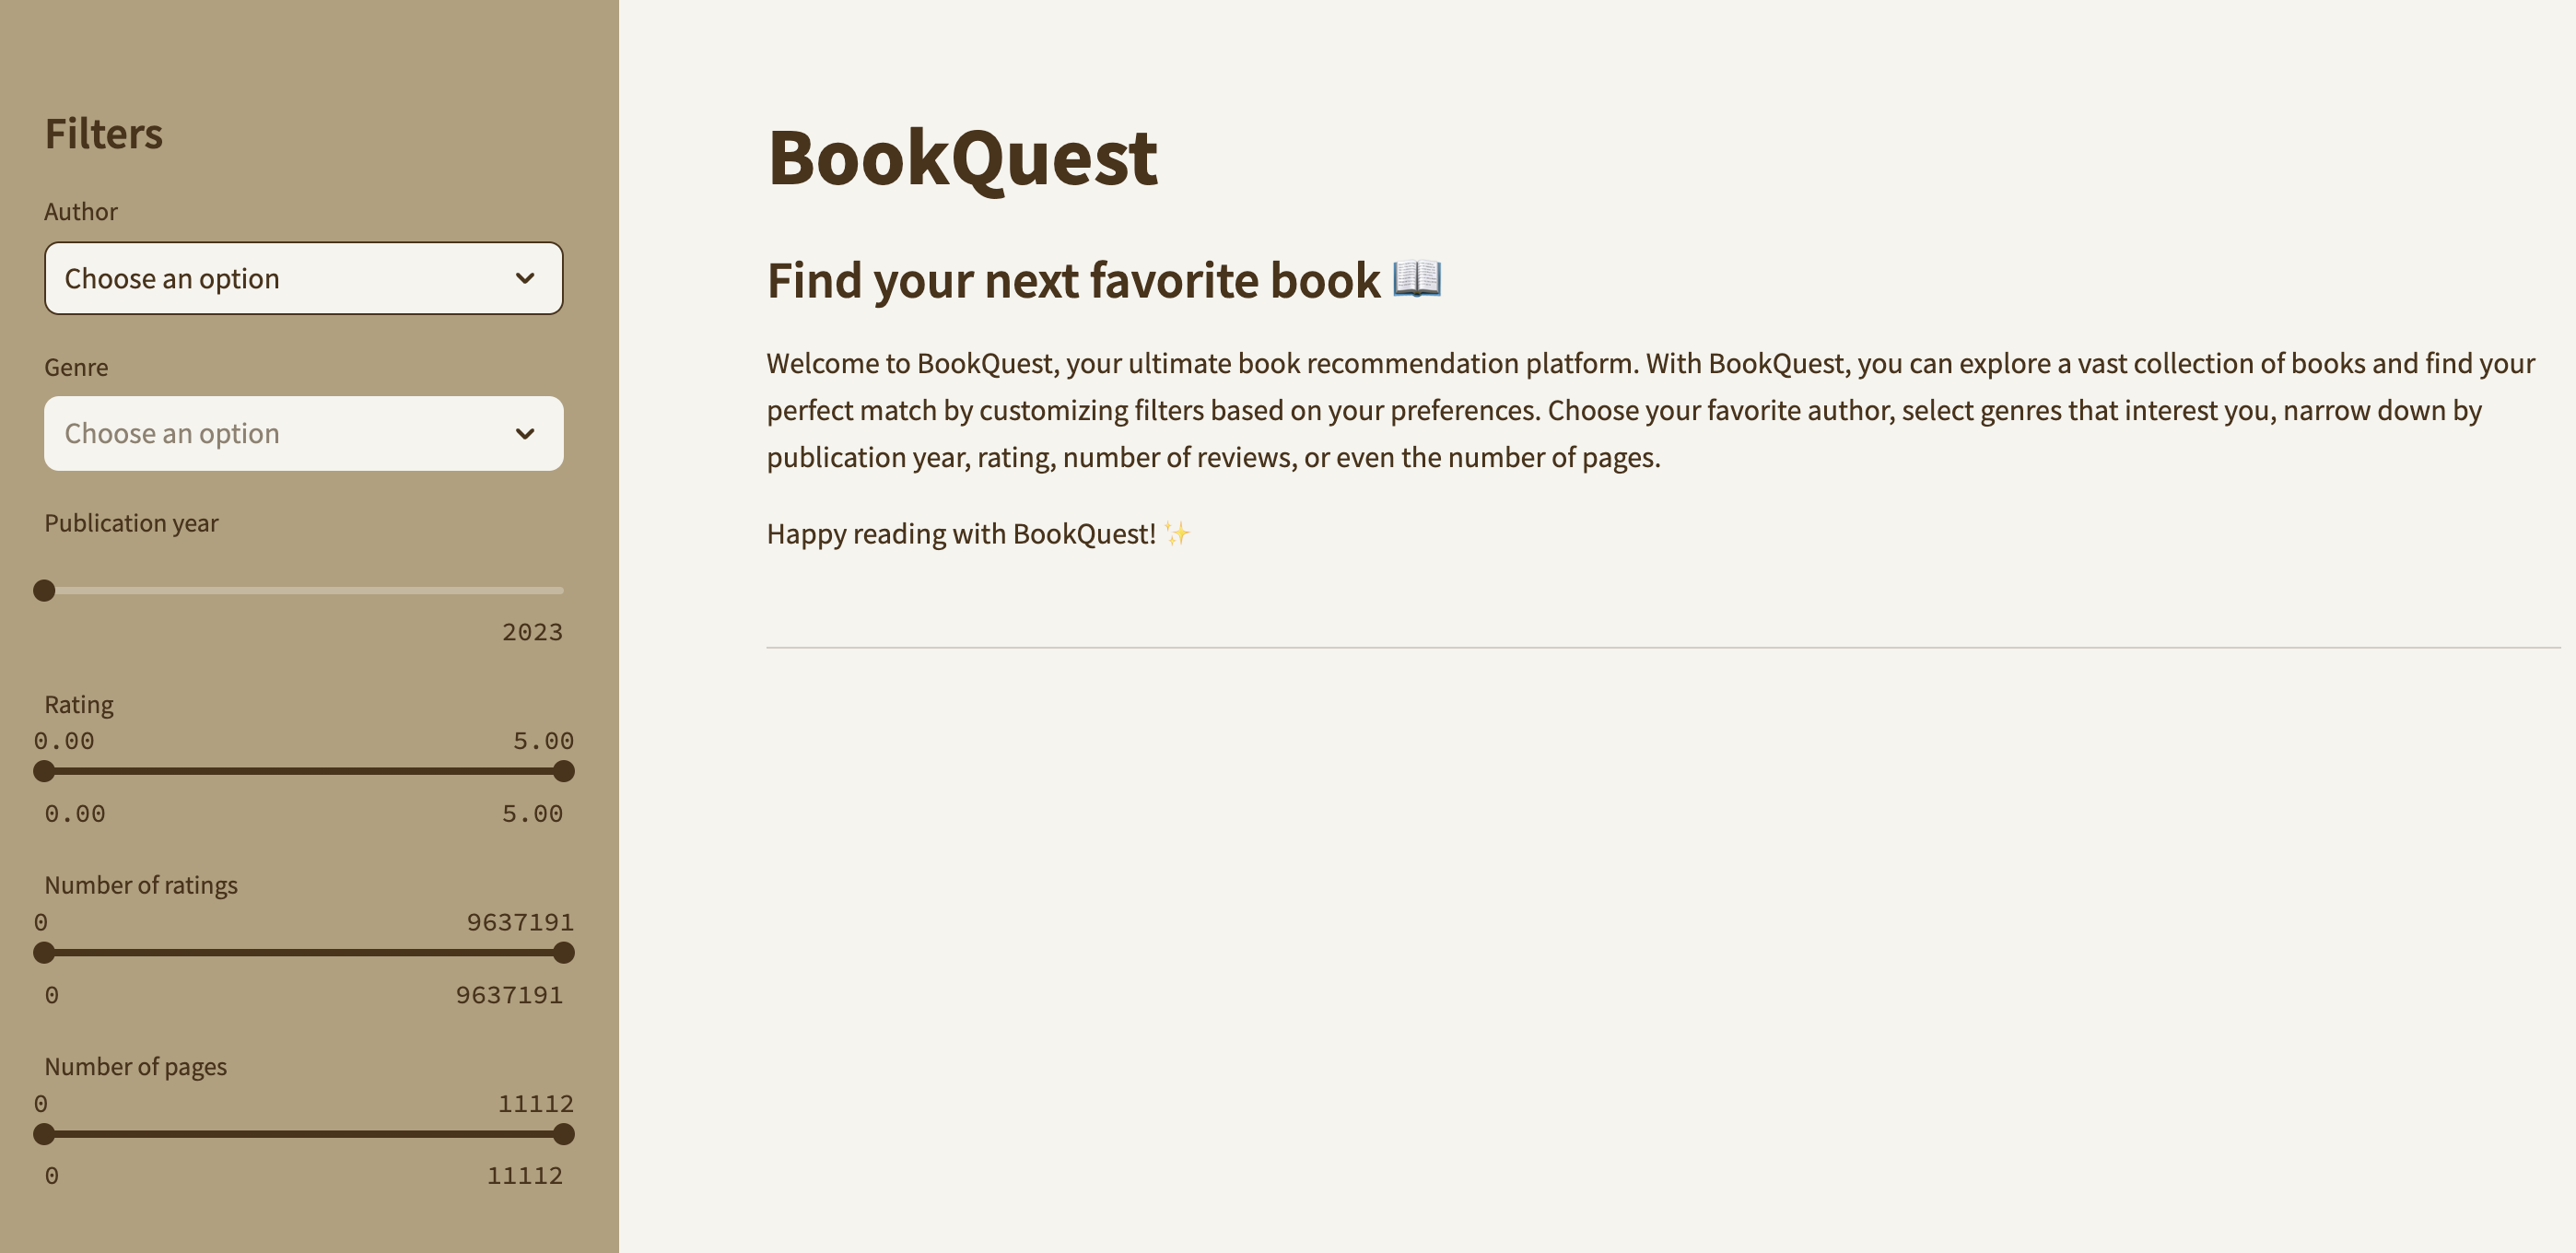 Filters
Author
Choose an option
Genre
Choose an option
Publication year
2023
Rating
0.00 5.00
0.00 5.00
Number of ratings
0 9637191
0 9637191
Number of pages
0 11112
0 11112
BookQuest
Find your next favorite book 📖
Welcome to BookQuest, your ultimate book recommendation platform. With BookQuest, you can explore a vast collection of books and find your
perfect match by customizing filters based on your preferences. Choose your favorite author, select genres that interest you, narrow down by
publication year, rating, number of reviews, or even the number of pages.
Happy reading with BookQuest! ✨